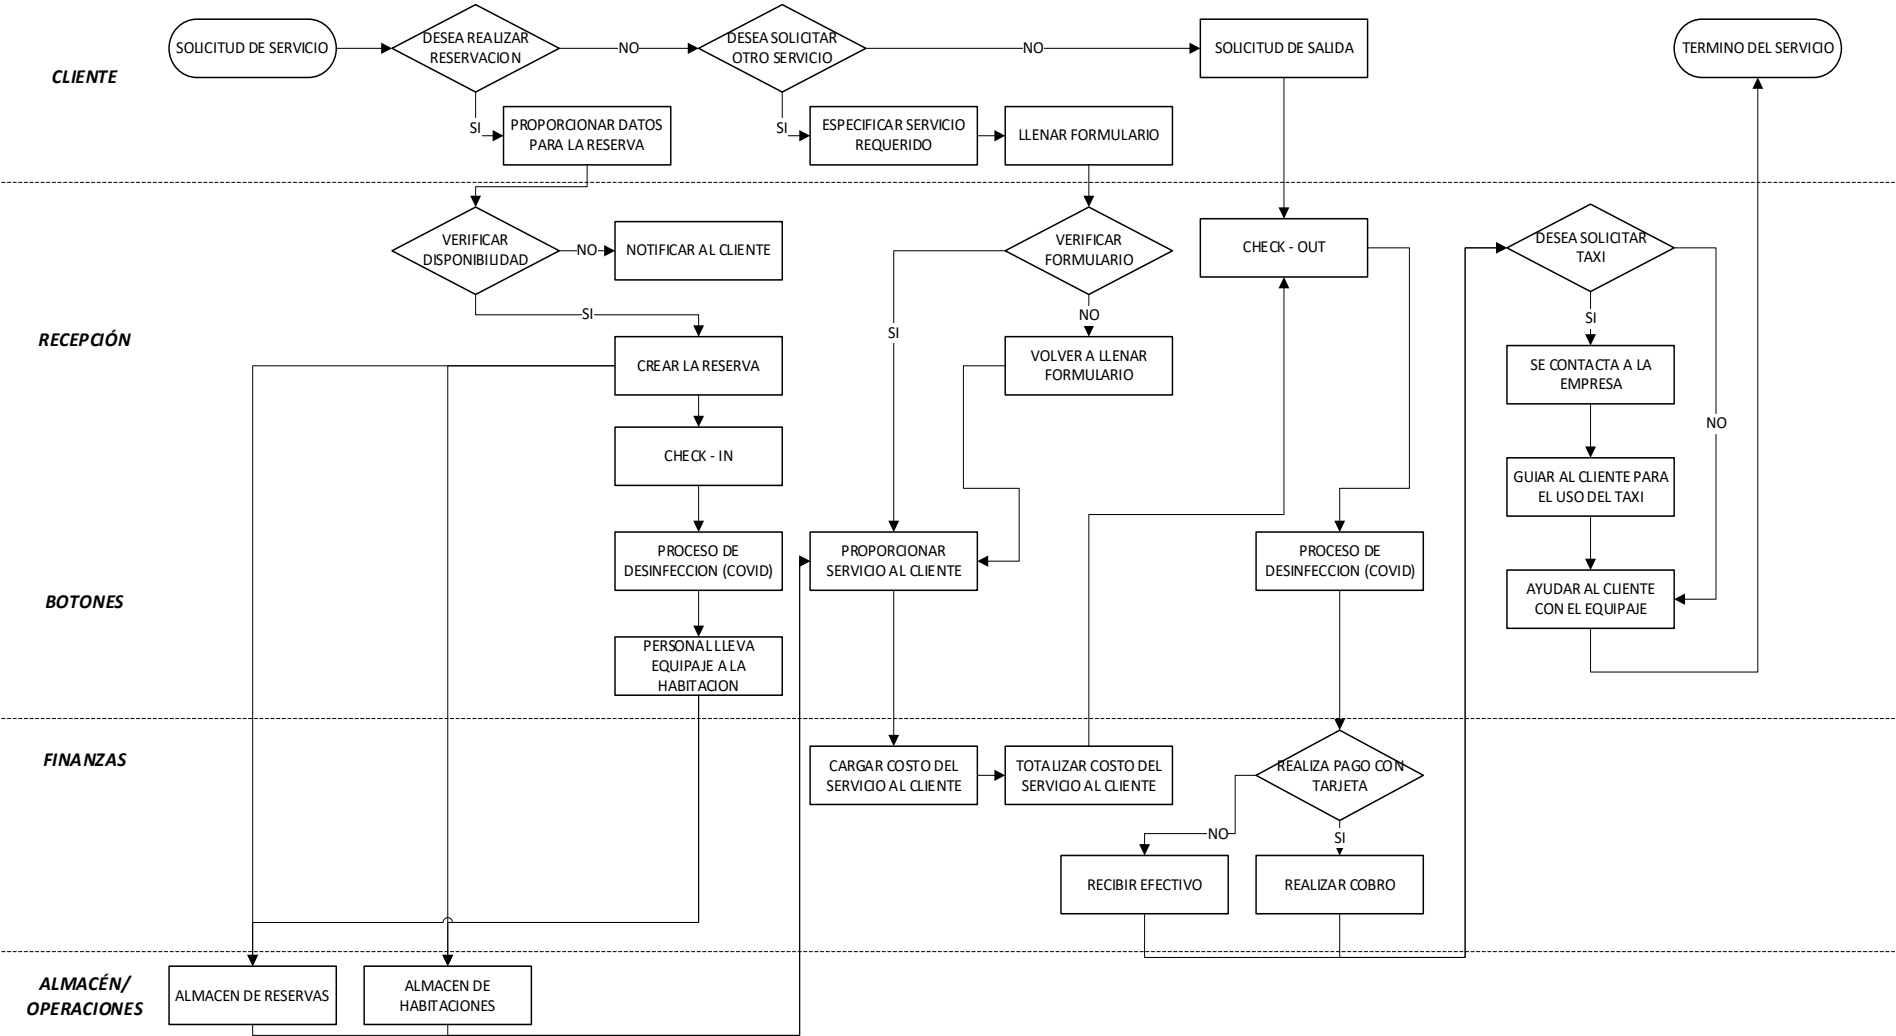 CLIENTE
SOLICITUD DE SERVICIO
DESEA REALIZAR
RESERVACION
NO
DESEA SOLICITAR
OTRO SERVICIO
NO
SOLICITUD DE SALIDA
TERMINO DEL SERVICIO
SI
PROPORCIONAR DATOS
PARA LA RESERVA
SI
ESPECIFICAR SERVICIO
REQUERIDO
LLENAR FORMULARIO
RECEPCIÓN
VERIFICAR
DISPONIBILIDAD
NO
NOTIFICAR AL CLIENTE
VERIFICAR
FORMULARIO
CHECK - OUT
DESEA SOLICITAR
TAXI
SI
SI
NO
SI
CREAR LA RESERVA
VOLVER A LLENAR
FORMULARIO
SE CONTACTA A LA
EMPRESA
NO
CHECK - IN
GUIAR AL CLIENTE PARA
EL USO DEL TAXI
BOTONES
PROCESO DE
DESINFECCION (COVID)
PROPORCIONAR
SERVICIO AL CLIENTE
PROCESO DE
DESINFECCION (COVID)
AYUDAR AL CLIENTE
CON EL EQUIPAJE
PERSONAL LLEVA
EQUIPAJE A LA
HABITACION
FINANZAS
CARGAR COSTO DEL
SERVICIO AL CLIENTE
TOTALIZAR COSTO DEL
SERVICIO AL CLIENTE
REALIZA PAGO CON
TARJETA
NO
SI
RECIBIR EFECTIVO
REALIZAR COBRO
ALMACÉN/
OPERACIONES
ALMACEN DE RESERVAS
ALMACEN DE
HABITACIONES